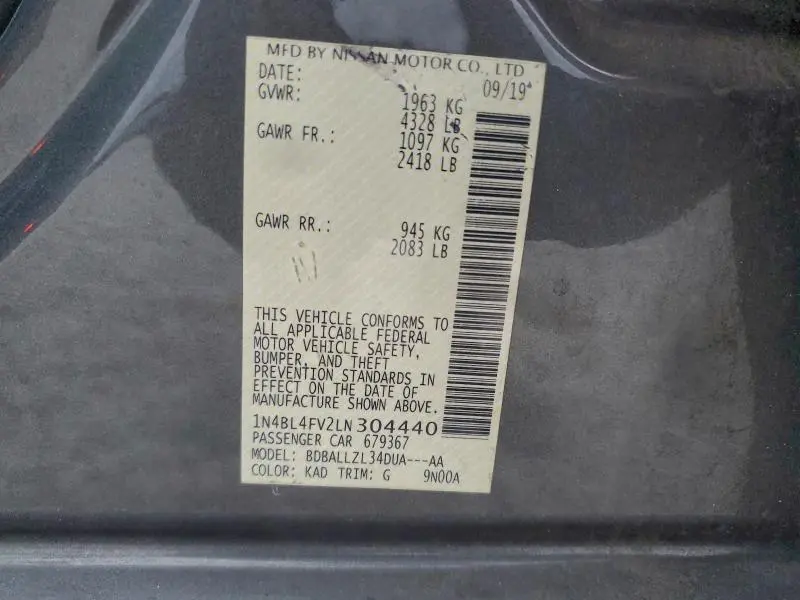 MFD BY NISSAN MOTOR CO., LTD
DATE: 09/19
GVWR: 1963 KG
4328 LB
GAWR FR.: 1097 KG
2418 LB
GAWR RR.: 945 KG
2083 LB
THIS VEHICLE CONFORMS TO
ALL APPLICABLE FEDERAL
MOTOR VEHICLE SAFETY,
BUMPER, AND THEFT
PREVENTION STANDARDS IN
EFFECT ON THE DATE OF
MANUFACTURE SHOWN ABOVE.
1N4BL4FV2LN304440
PASSENGER CAR 679367
MODEL: BDBALLZL34DUA---AA
COLOR: KAD TRIM: G 9N00A